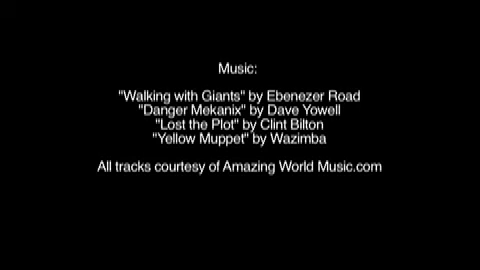 Music:
"Walking with Giants" by Ebenezer Road
"Danger Mekanix" by Dave Yowell
"Lost the Plot" by Clint Bilton
"Yellow Muppet" by Wazimba
All tracks courtesy of Amazing World Music.com